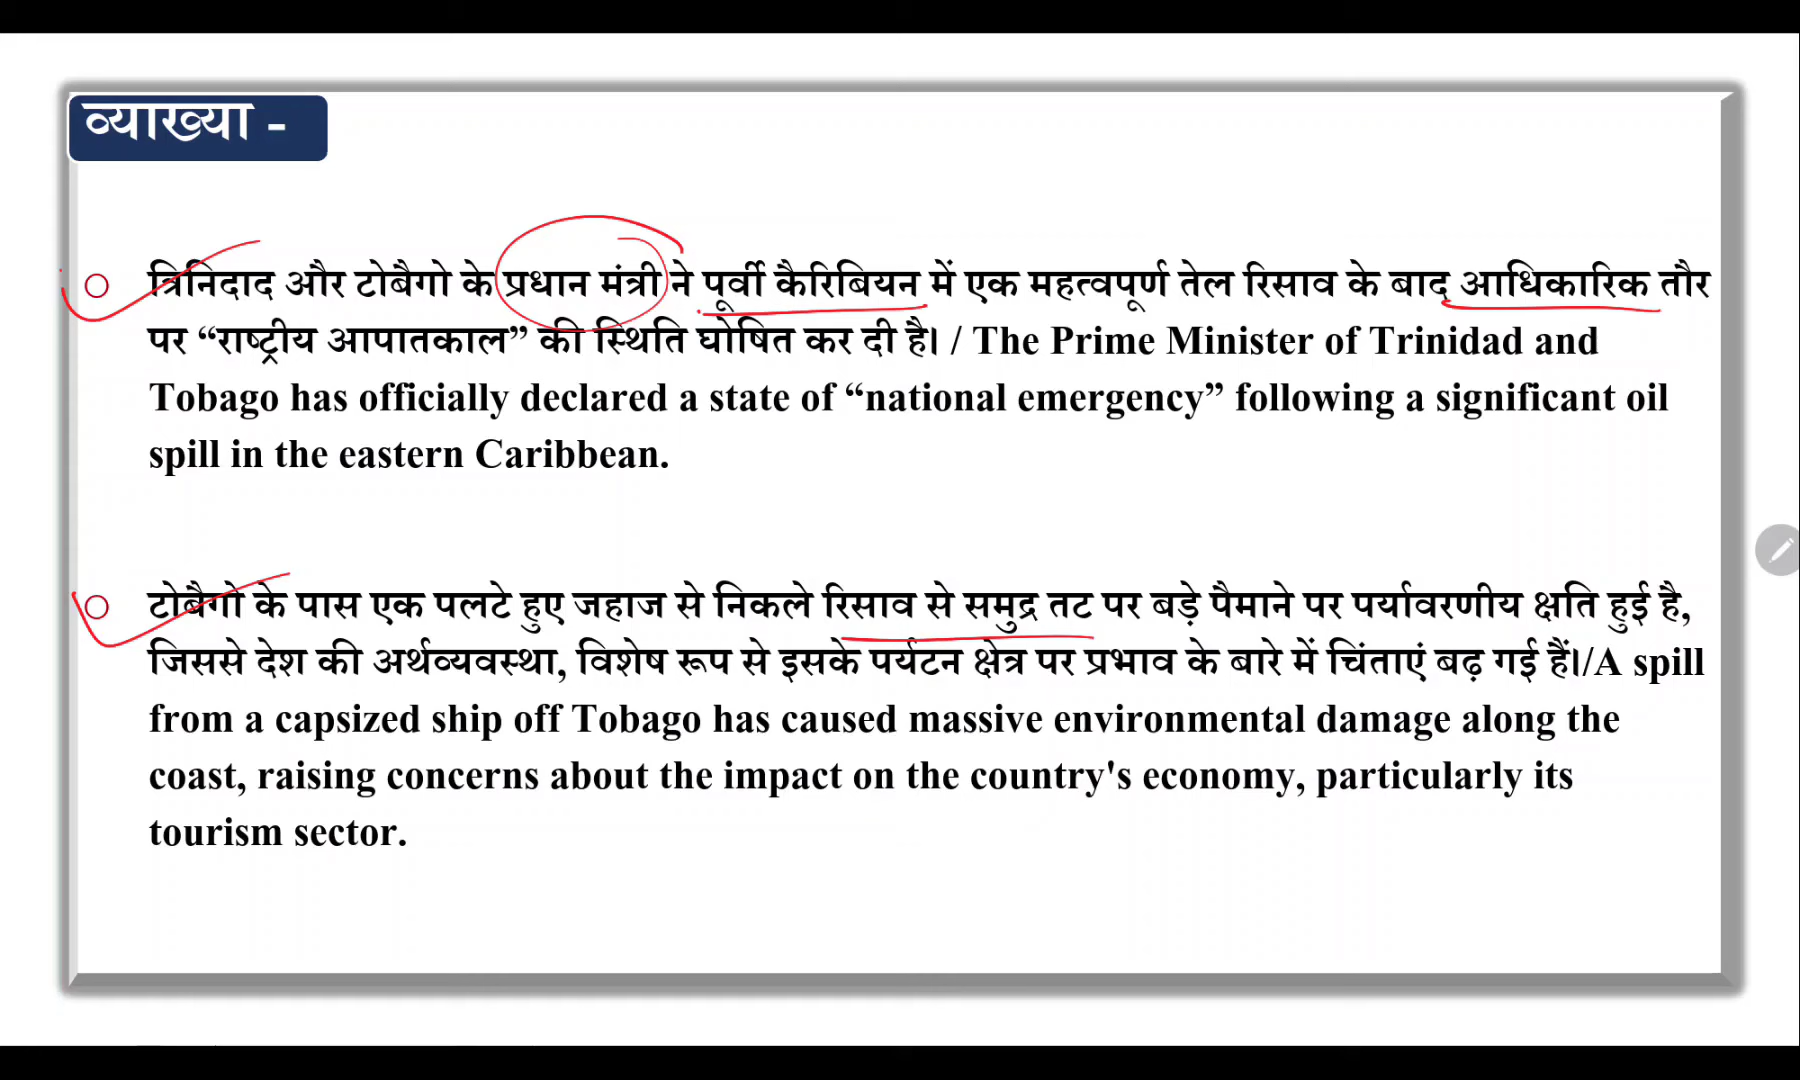 व्याख्या -
त्रिनिदाद और टोबैगो के प्रधान मंत्री ने पूर्वी कैरिबियन में एक महत्वपूर्ण तेल रिसाव के बाद आधिकारिक तौर
पर “राष्ट्रीय आपातकाल” की स्थिति घोषित कर दी है। / The Prime Minister of Trinidad and
Tobago has officially declared a state of “national emergency” following a significant oil
spill in the eastern Caribbean.
टोबैगो के पास एक पलटे हुए जहाज से निकले रिसाव से समुद्र तट पर बड़े पैमाने पर पर्यावरणीय क्षति हुई है,
जिससे देश की अर्थव्यवस्था, विशेष रूप से इसके पर्यटन क्षेत्र पर प्रभाव के बारे में चिंताएं बढ़ गई हैं।/A spill
from a capsized ship off Tobago has caused massive environmental damage along the
coast, raising concerns about the impact on the country's economy, particularly its
tourism sector.